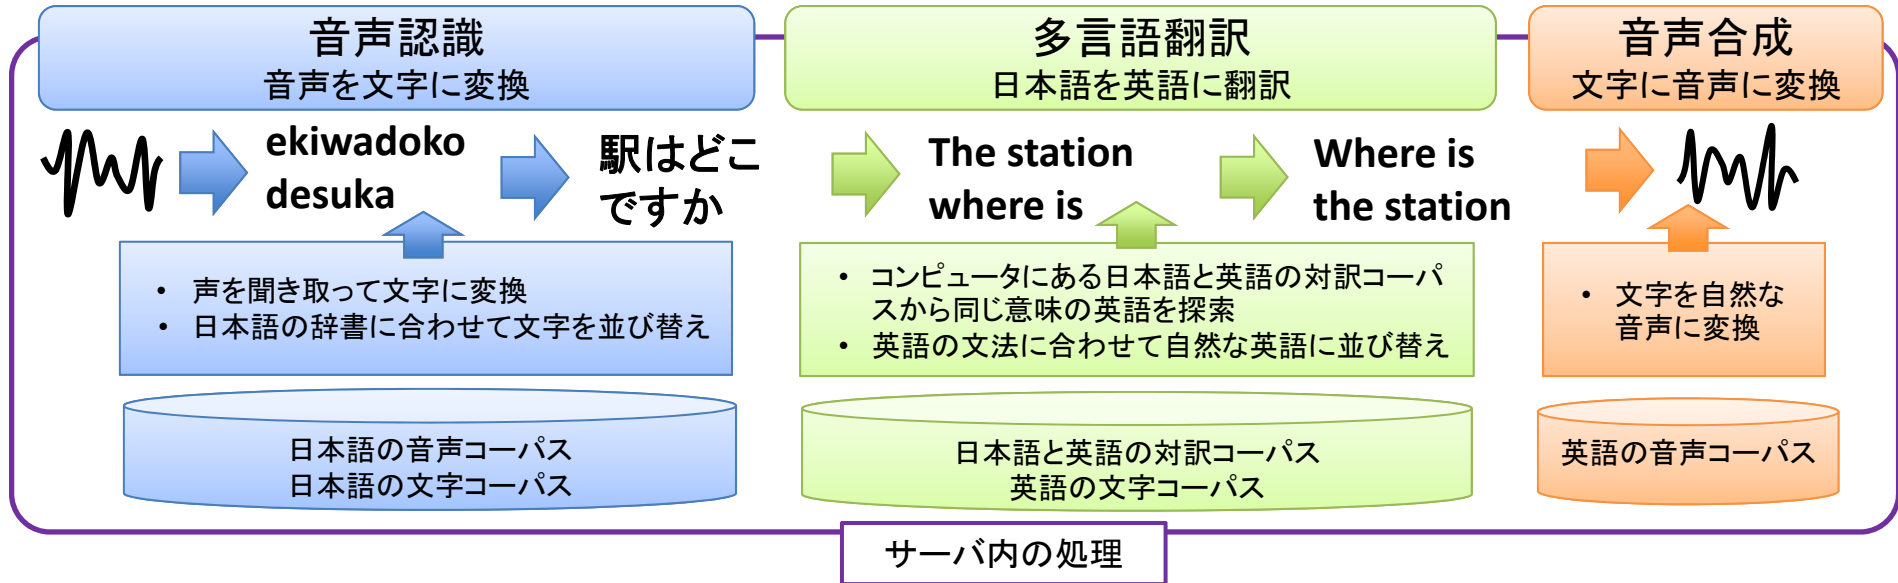 音声認識
音声を文字に変換
ekiwadoko
desuka
駅はどこ
ですか
• 声を聞き取って文字に変換
• 日本語の辞書に合わせて文字を並び替え
日本語の音声コーパス
日本語の文字コーパス
多言語翻訳
日本語を英語に翻訳
The station
where is
Where is
the station
• コンピュータにある日本語と英語の対訳コーパ
スから同じ意味の英語を探索
• 英語の文法に合わせて自然な英語に並び替え
日本語と英語の対訳コーパス
英語の文字コーパス
音声合成
文字に音声に変換
• 文字を自然な
音声に変換
英語の音声コーパス
サーバ内の処理